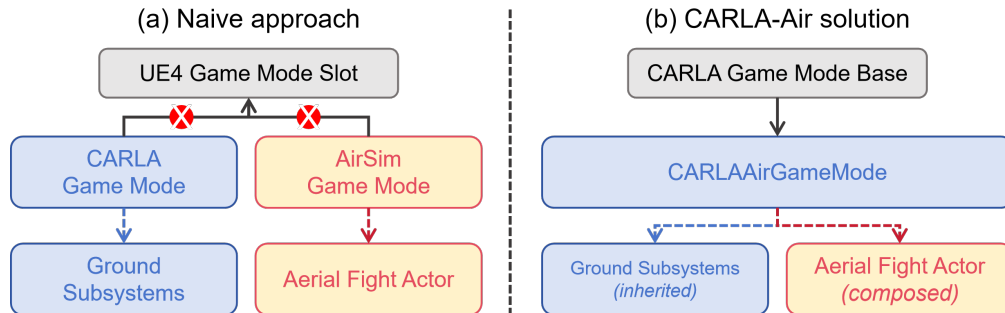 (a) Naive approach
UE4 Game Mode Slot
CARLA
Game Mode
AirSim
Game Mode
Ground
Subsystems
Aerial Fight Actor
(b) CARLA-Air solution
CARLA Game Mode Base
CARLAAirGameMode
Ground Subsystems
(inherited)
Aerial Fight Actor
(composed)